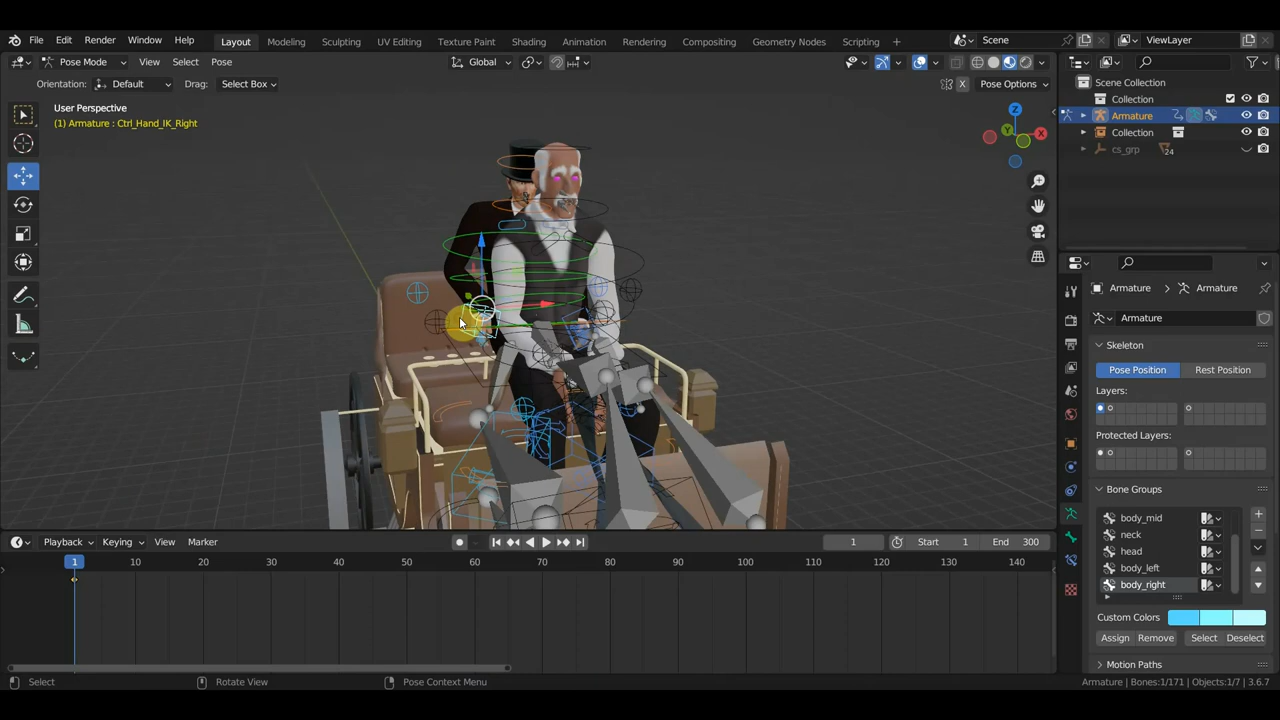 File Edit Render Window Help Layout Modeling Sculpting UV Editing Texture Paint Shading Animation Rendering Compositing Geometry Nodes Scripting + Scene ViewLayer
Pose Mode View Select Pose Global
Orientation: Default Drag: Select Box X Pose Options
User Perspective
(1) Armature : Ctrl_Hand_IK_Right
Z
Y
X
Scene Collection
Collection
Armature
Collection
cs_grp 24
Armature Armature
Armature
Skeleton
Pose Position Rest Position
Layers:
Protected Layers:
Bone Groups
body_mid
neck
head
body_left
body_right
Custom Colors
Assign Remove Select Deselect
Motion Paths
Playback Keying View Marker 1 Start 1 End 300
1 10 20 30 40 50 60 70 80 90 100 110 120 130 140
Select Rotate View Pose Context Menu Armature | Bones:1/171 | Objects:1/7 | 3.6.7